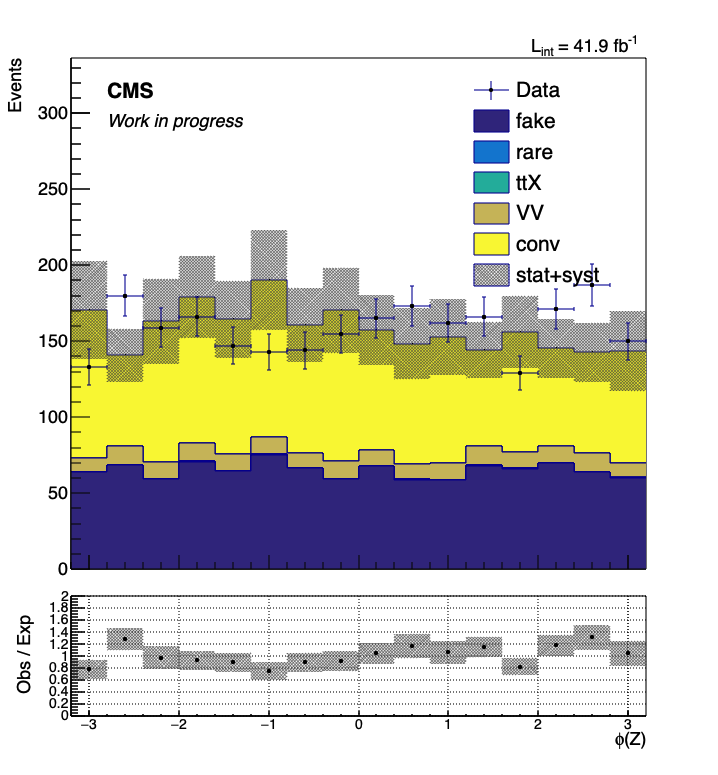 L_int = 41.9 fb⁻¹
Events
CMS
Work in progress
Data
fake
rare
ttX
VV
conv
stat+syst
300
250
200
150
100
50
0
Obs / Exp
2
1.8
1.6
1.4
1.2
1
0.8
0.6
0.4
0.2
0
−3 −2 −1 0 1 2 3
ϕ(Z)